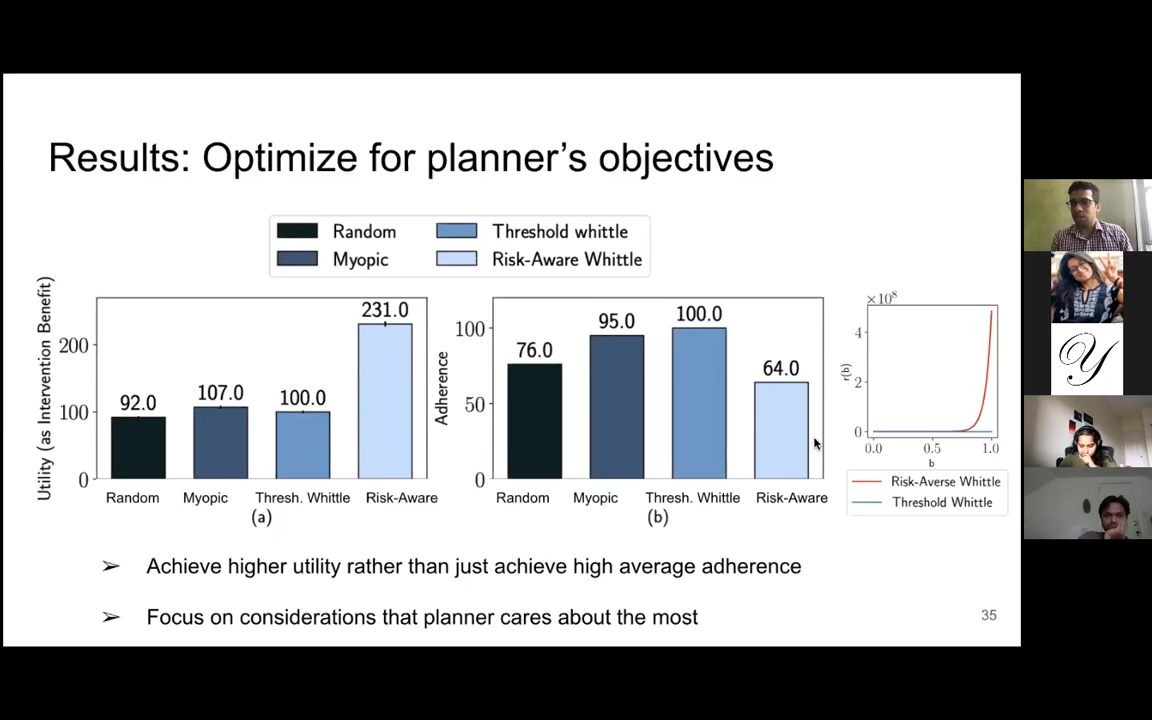 Results: Optimize for planner's objectives
Random
Threshold whittle
Myopic
Risk-Aware Whittle
Utility (as Intervention Benefit)
200
100
0
92.0
107.0
100.0
231.0
Random
Myopic
Thresh. Whittle
Risk-Aware
(a)
Adherence
100
50
0
76.0
95.0
100.0
64.0
Random
Myopic
Thresh. Whittle
Risk-Aware
(b)
×10⁸
r(b)
4
2
0
0.0
0.5
1.0
b
Risk-Averse Whittle
Threshold Whittle
➢ Achieve higher utility rather than just achieve high average adherence
➢ Focus on considerations that planner cares about the most
35
Y